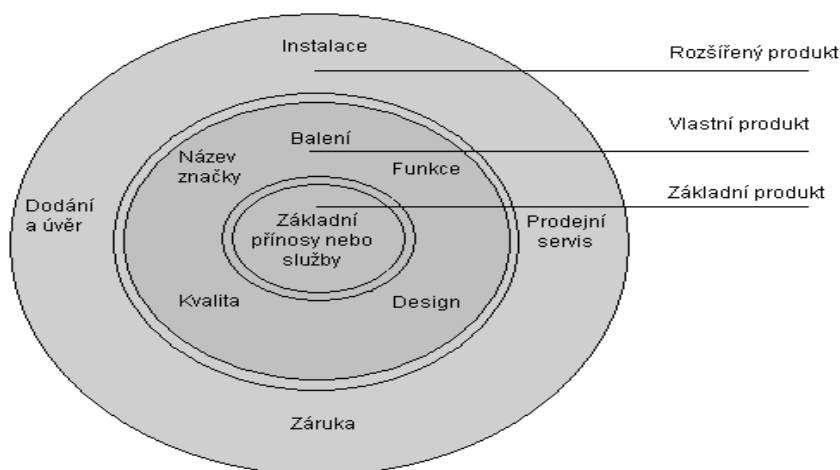 Instalace
Rozšířený produkt
Balení
Vlastní produkt
Název
značky
Funkce
Základní produkt
Dodání
a úvěr
Základní
přínosy nebo
služby
Prodejní
servis
Kvalita
Design
Záruka